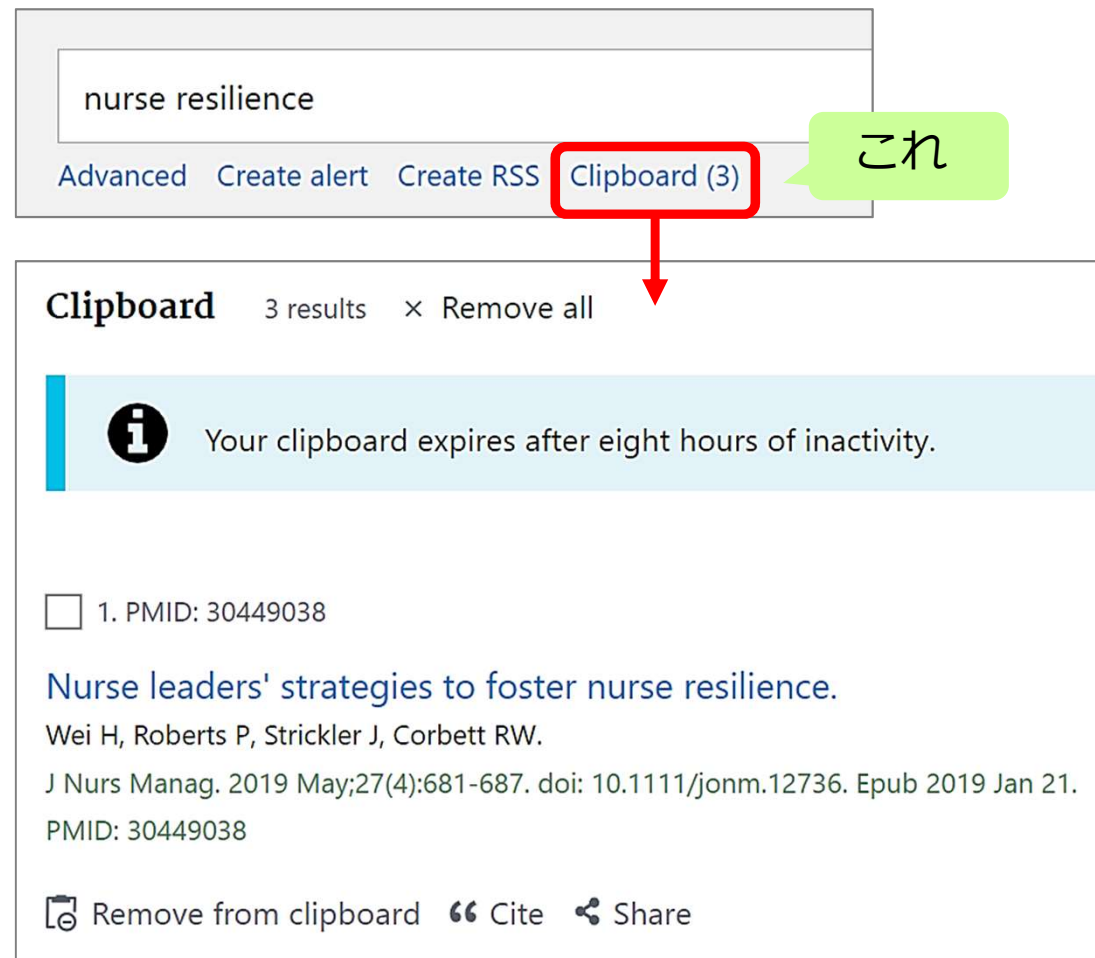 nurse resilience
Advanced Create alert Create RSS Clipboard (3)
これ
Clipboard 3 results × Remove all
Your clipboard expires after eight hours of inactivity.
1. PMID: 30449038
Nurse leaders' strategies to foster nurse resilience.
Wei H, Roberts P, Strickler J, Corbett RW.
J Nurs Manag. 2019 May;27(4):681-687. doi: 10.1111/jonm.12736. Epub 2019 Jan 21.
PMID: 30449038
Remove from clipboard Cite Share